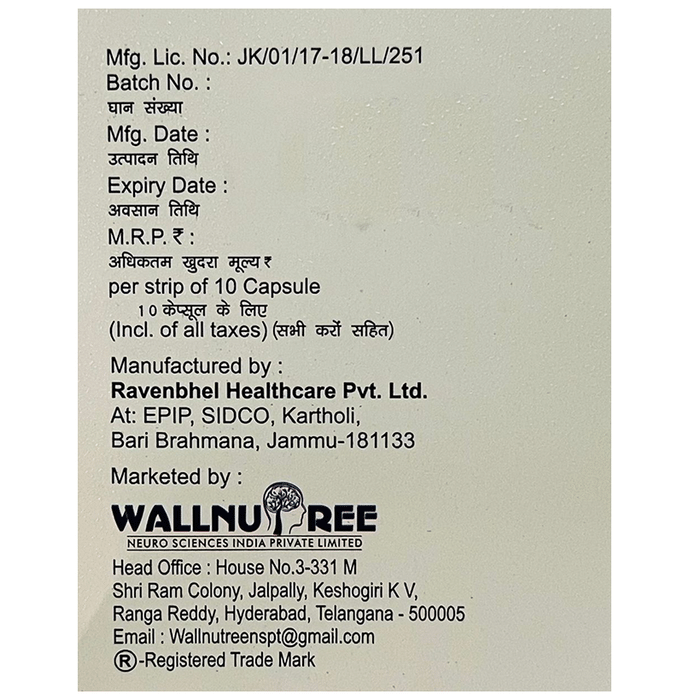 Mfg. Lic. No.: JK/01/17-18/LL/251
Batch No. :
घान संख्या
Mfg. Date :
उत्पादन तिथि
Expiry Date :
अवसान तिथि
M.R.P. ₹ :
अधिकतम खुदरा मूल्य ₹
per strip of 10 Capsule
10 केप्सूल के लिए
(Incl. of all taxes) (सभी करों सहित)
Manufactured by :
Ravenbhel Healthcare Pvt. Ltd.
At: EPIP, SIDCO, Kartholi,
Bari Brahmana, Jammu-181133
Marketed by :
WALLNUTREE
NEURO SCIENCES INDIA PRIVATE LIMITED
Head Office : House No.3-331 M
Shri Ram Colony, Jalpally, Keshogiri K V,
Ranga Reddy, Hyderabad, Telangana - 500005
Email : Wallnutreenspt@gmail.com
®-Registered Trade Mark